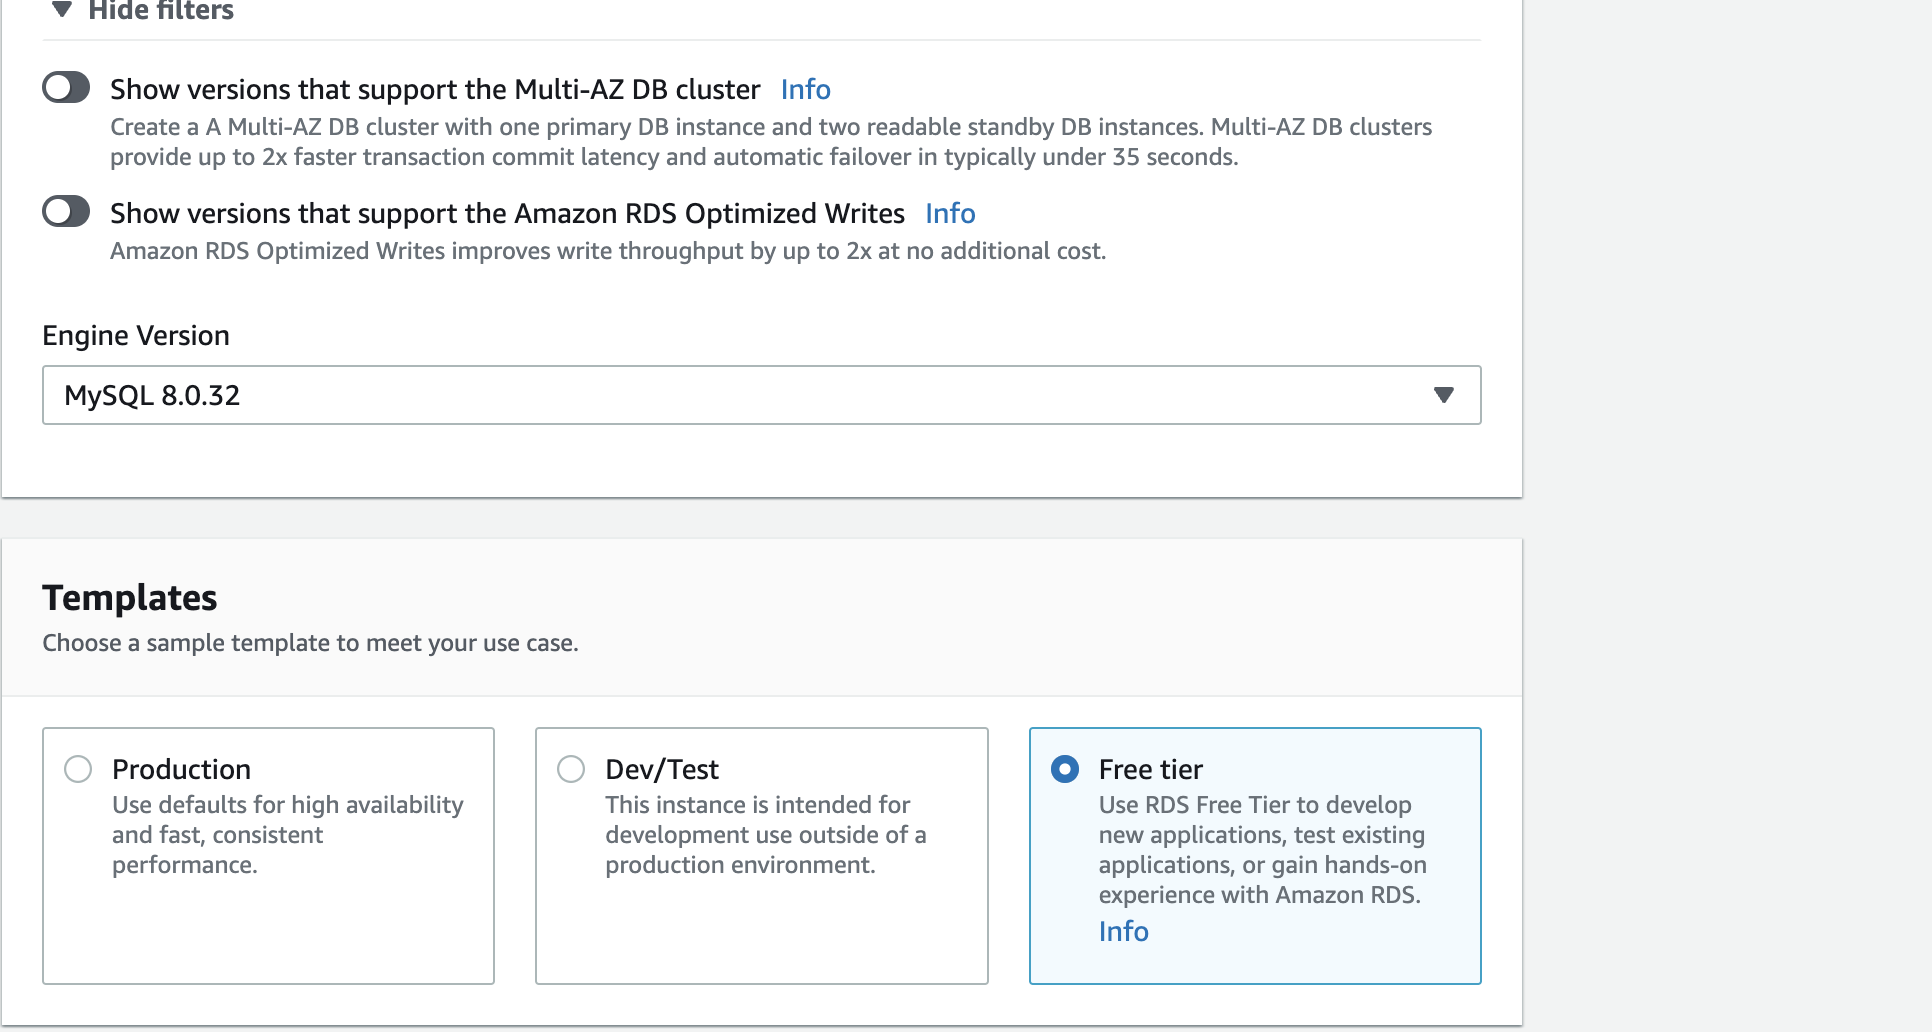 Hide filters
Show versions that support the Multi-AZ DB cluster Info
Create a A Multi-AZ DB cluster with one primary DB instance and two readable standby DB instances. Multi-AZ DB clusters
provide up to 2x faster transaction commit latency and automatic failover in typically under 35 seconds.
Show versions that support the Amazon RDS Optimized Writes Info
Amazon RDS Optimized Writes improves write throughput by up to 2x at no additional cost.
Engine Version
MySQL 8.0.32
Templates
Choose a sample template to meet your use case.
Production
Use defaults for high availability
and fast, consistent
performance.
Dev/Test
This instance is intended for
development use outside of a
production environment.
Free tier
Use RDS Free Tier to develop
new applications, test existing
applications, or gain hands-on
experience with Amazon RDS.
Info